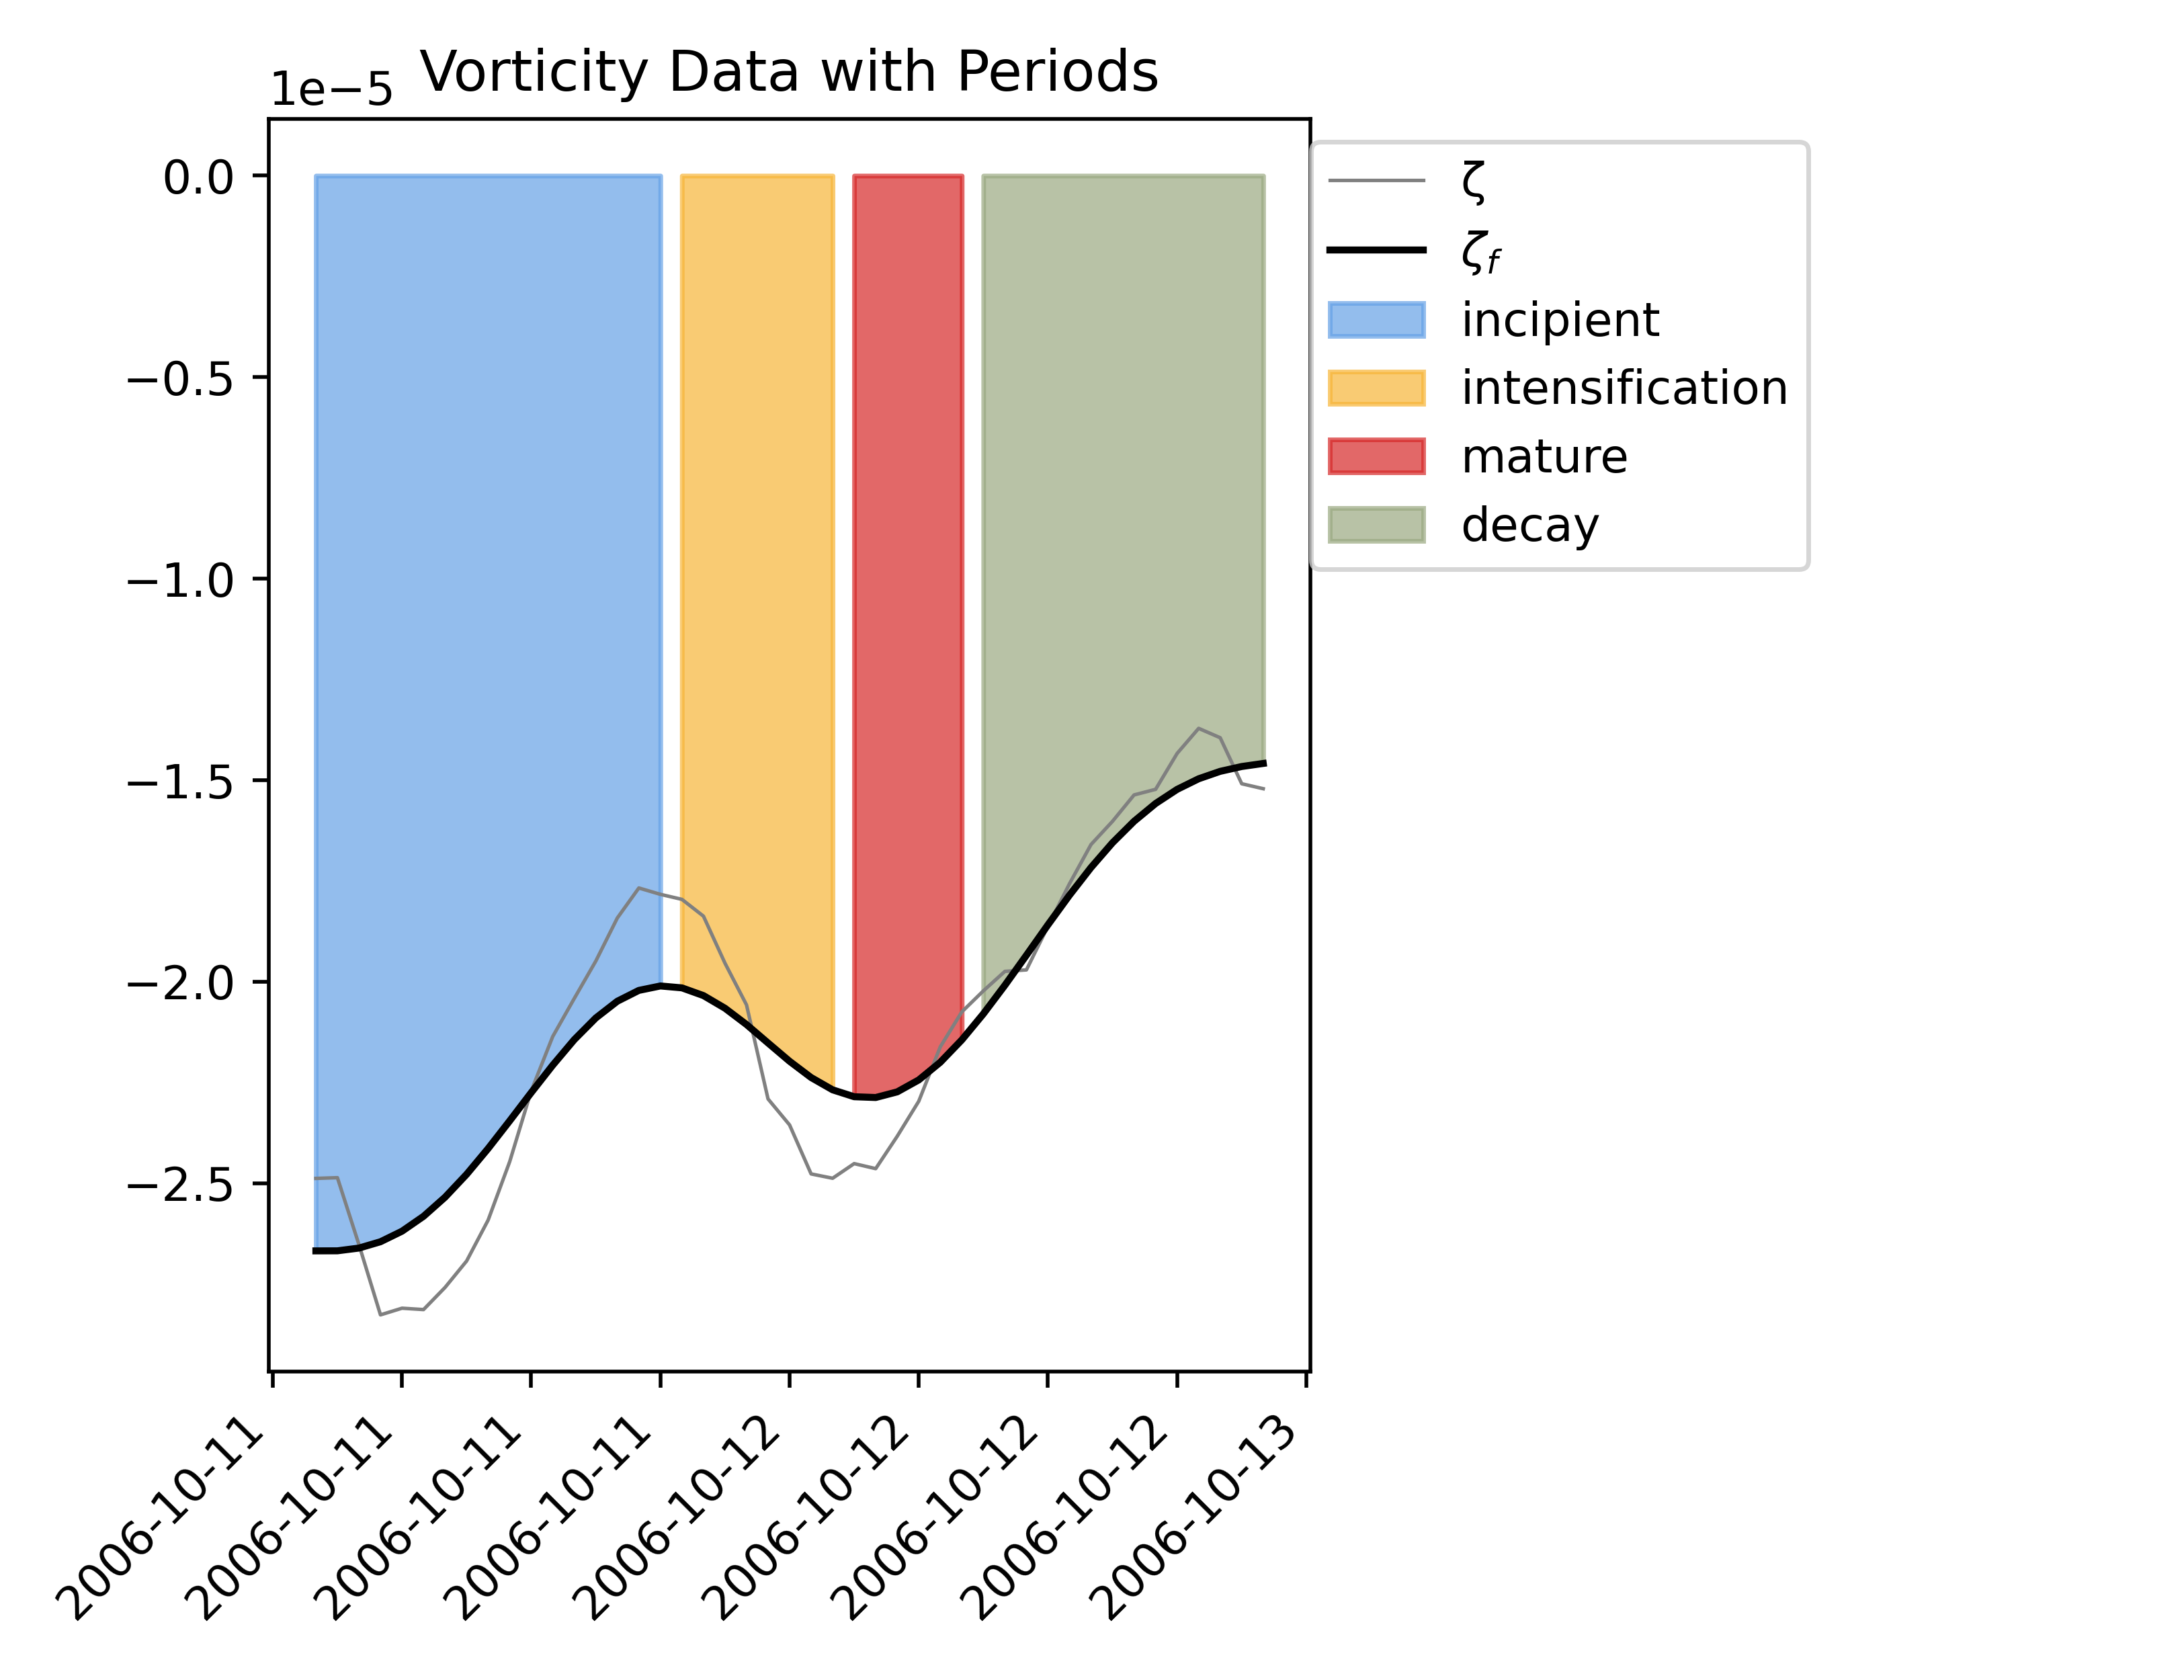 Vorticity Data with Periods
1e−5
0.0
−0.5
−1.0
−1.5
−2.0
−2.5
ζ
ζf
incipient
intensification
mature
decay
2006-10-11
2006-10-11
2006-10-11
2006-10-11
2006-10-12
2006-10-12
2006-10-12
2006-10-12
2006-10-13